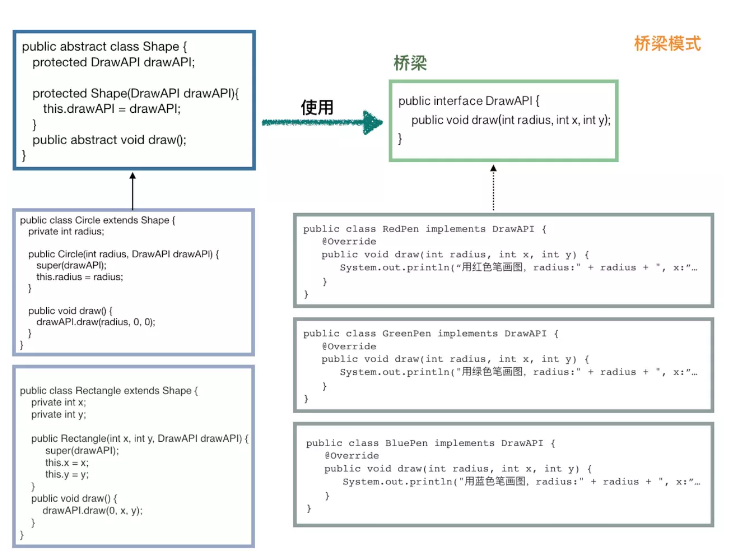 桥梁模式
public abstract class Shape {
protected DrawAPI drawAPI;
protected Shape(DrawAPI drawAPI){
this.drawAPI = drawAPI;
}
public abstract void draw();
}
使用
桥梁
public interface DrawAPI {
public void draw(int radius, int x, int y);
}
public class Circle extends Shape {
private int radius;
public Circle(int radius, DrawAPI drawAPI) {
super(drawAPI);
this.radius = radius;
}
public void draw() {
drawAPI.draw(radius, 0, 0);
}
}
public class Rectangle extends Shape {
private int x;
private int y;
public Rectangle(int x, int y, DrawAPI drawAPI) {
super(drawAPI);
this.x = x;
this.y = y;
}
public void draw() {
drawAPI.draw(0, x, y);
}
}
public class RedPen implements DrawAPI {
@Override
public void draw(int radius, int x, int y) {
System.out.println(“用红色笔画图，radius:" + radius + ", x:”…
}
}
public class GreenPen implements DrawAPI {
@Override
public void draw(int radius, int x, int y) {
System.out.println("用绿色笔画图，radius:" + radius + ", x:”…
}
}
public class BluePen implements DrawAPI {
@Override
public void draw(int radius, int x, int y) {
System.out.println("用蓝色笔画图，radius:" + radius + ", x:”…
}
}